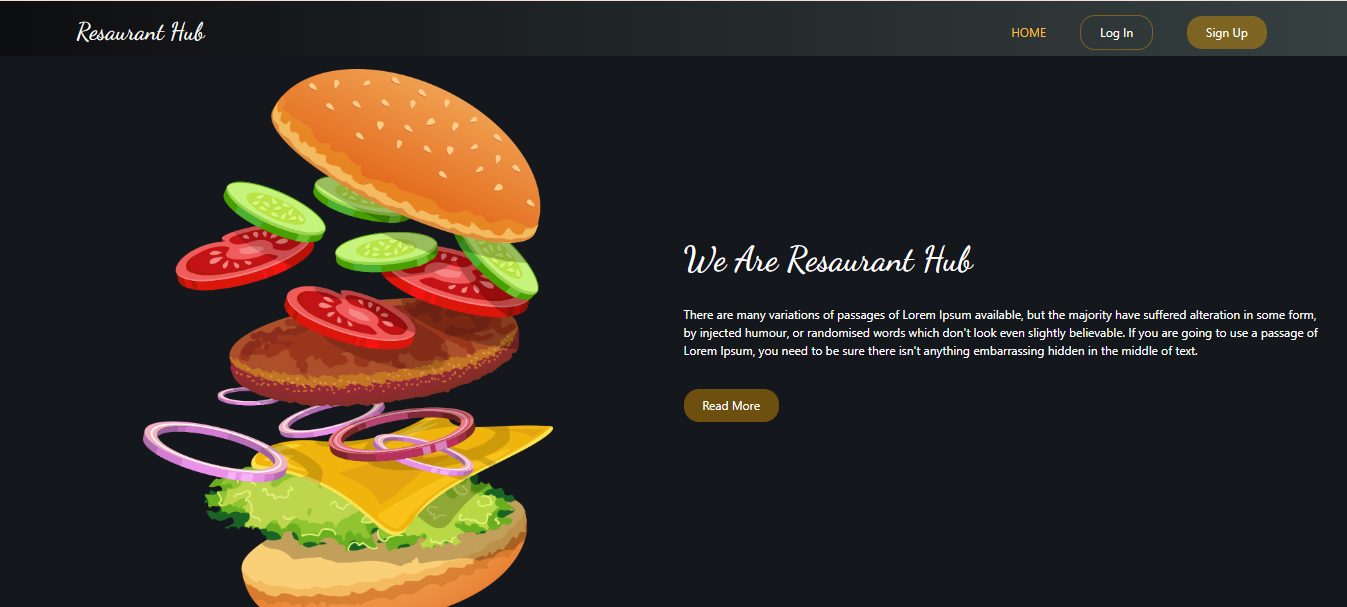 Resaurant Hub
HOME
Log In
Sign Up
We Are Resaurant Hub
There are many variations of passages of Lorem Ipsum available, but the majority have suffered alteration in some form,
by injected humour, or randomised words which don't look even slightly believable. If you are going to use a passage of
Lorem Ipsum, you need to be sure there isn't anything embarrassing hidden in the middle of text.
Read More